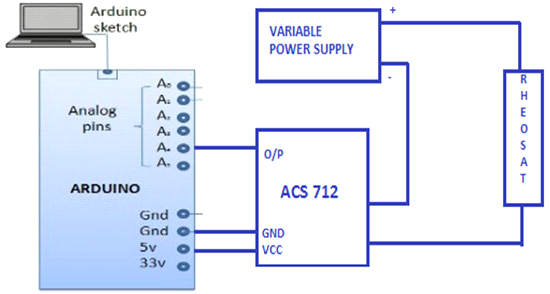 Arduino
sketch
Analog
pins
A₀
A₁
A₂
A₃
A₄
A₅
ARDUINO
Gnd
Gnd
5v
33v
VARIABLE
POWER SUPPLY
+
-
O/P
ACS 712
GND
VCC
R
H
E
O
S
A
T